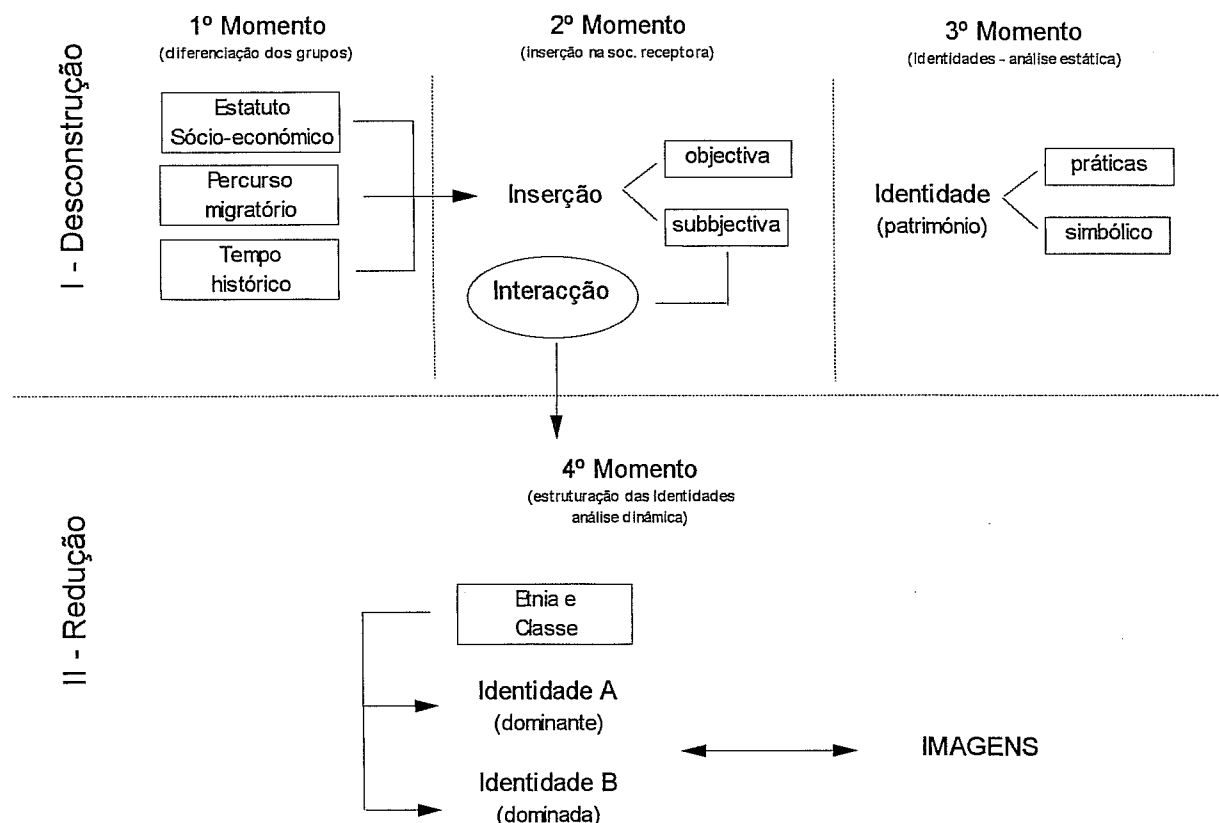 I - Desconstrução
1º Momento
(diferenciação dos grupos)
Estatuto
Sócio-económico
Percurso
migratório
Tempo
histórico
2º Momento
(inserção na soc. receptora)
Inserção
objectiva
subbjectiva
Interacção
3º Momento
(identidades - análise estática)
Identidade
(património)
práticas
simbólico
II - Redução
4º Momento
(estruturação das identidades
análise dinâmica)
Etnia e
Classe
Identidade A
(dominante)
Identidade B
(dominada)
IMAGENS